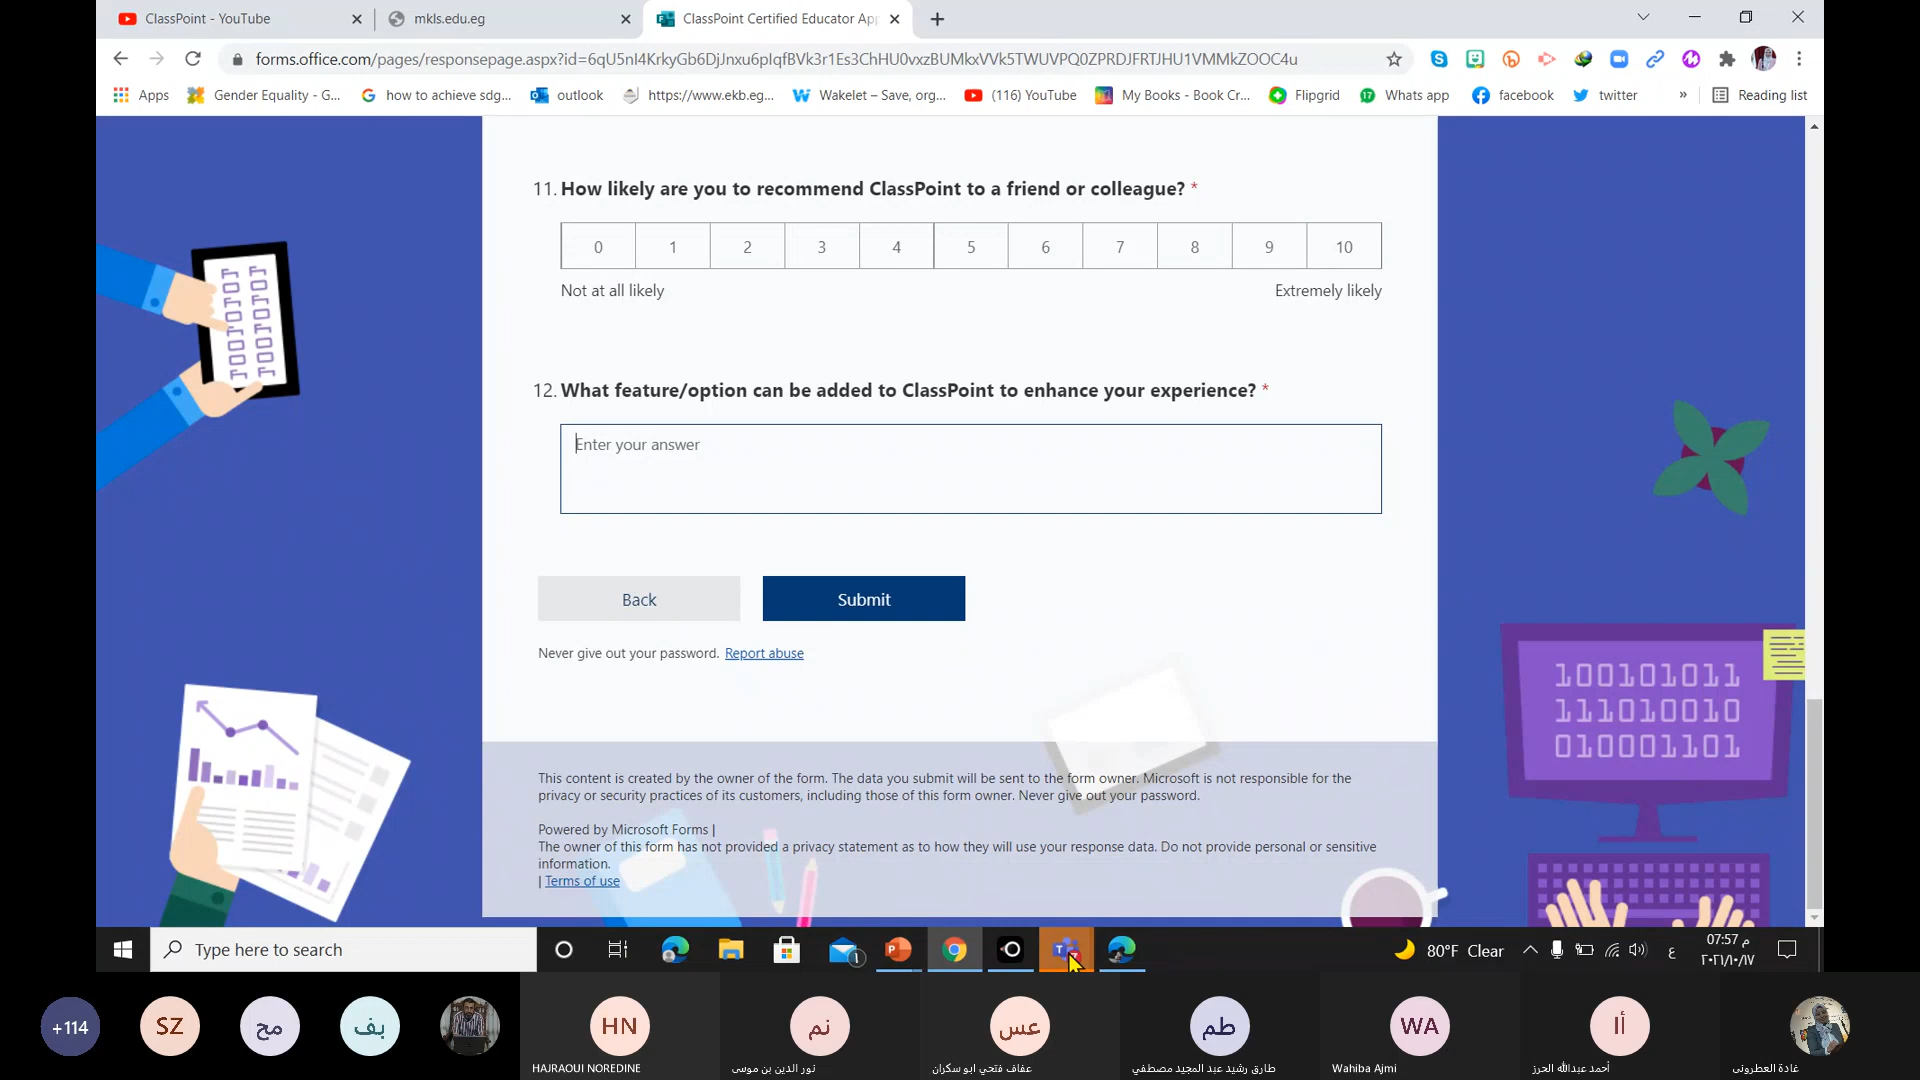 ClassPoint - YouTube
mkls.edu.eg
ClassPoint Certified Educator App
forms.office.com/pages/responsepage.aspx?id=6qU5nI4KrkyGb6DjJnxu6pIqfBVk3r1Es3ChHU0vxzBUMkxVVk5TWUVPQ0ZPRDJFRTJHU1VMMkZOOC4u
Apps
Gender Equality - G...
how to achieve sdg...
outlook
https://www.ekb.eg...
Wakelet – Save, org...
(116) YouTube
My Books - Book Cr...
Flipgrid
17
Whats app
facebook
twitter
»
Reading list
11. How likely are you to recommend ClassPoint to a friend or colleague? *
0 1 2 3 4 5 6 7 8 9 10
Not at all likely
Extremely likely
12. What feature/option can be added to ClassPoint to enhance your experience? *
Enter your answer
Back
Submit
Never give out your password. Report abuse
100101011
111010010
010001101
This content is created by the owner of the form. The data you submit will be sent to the form owner. Microsoft is not responsible for the
privacy or security practices of its customers, including those of this form owner. Never give out your password.
Powered by Microsoft Forms |
The owner of this form has not provided a privacy statement as to how they will use your response data. Do not provide personal or sensitive
information.
| Terms of use
Type here to search
80°F Clear
ع
07:57 م
٢٠٢١/١٠/١٧
+114
SZ
مح
بف
HN
نم
عس
طم
WA
أا
HAJRAOUI NOREDINE
نور الدين بن موسى
عفاف فتحي ابو سكران
طارق رشيد عبد المجيد مصطفي
Wahiba Ajmi
أحمد عبدالله الحرز
غادة العطرونى